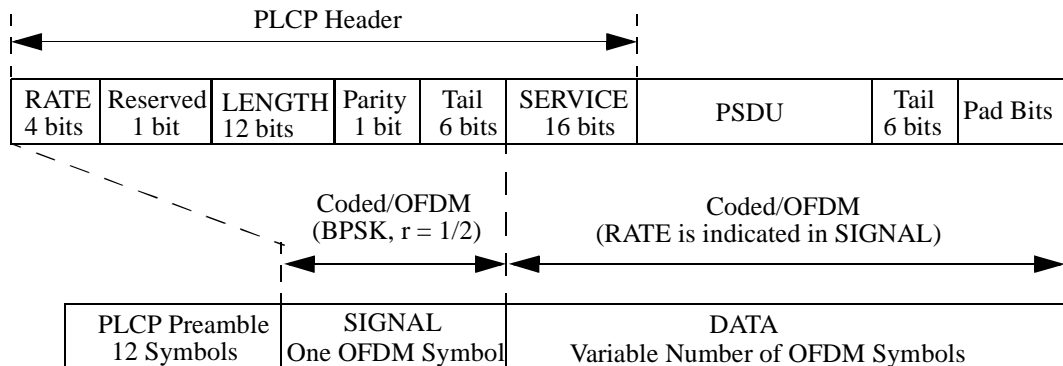 PLCP Header
RATE Reserved LENGTH Parity Tail SERVICE PSDU Tail Pad Bits
4 bits 1 bit 12 bits 1 bit 6 bits 16 bits 6 bits
Coded/OFDM Coded/OFDM
(BPSK, r = 1/2) (RATE is indicated in SIGNAL)
PLCP Preamble SIGNAL DATA
12 Symbols One OFDM Symbol Variable Number of OFDM Symbols